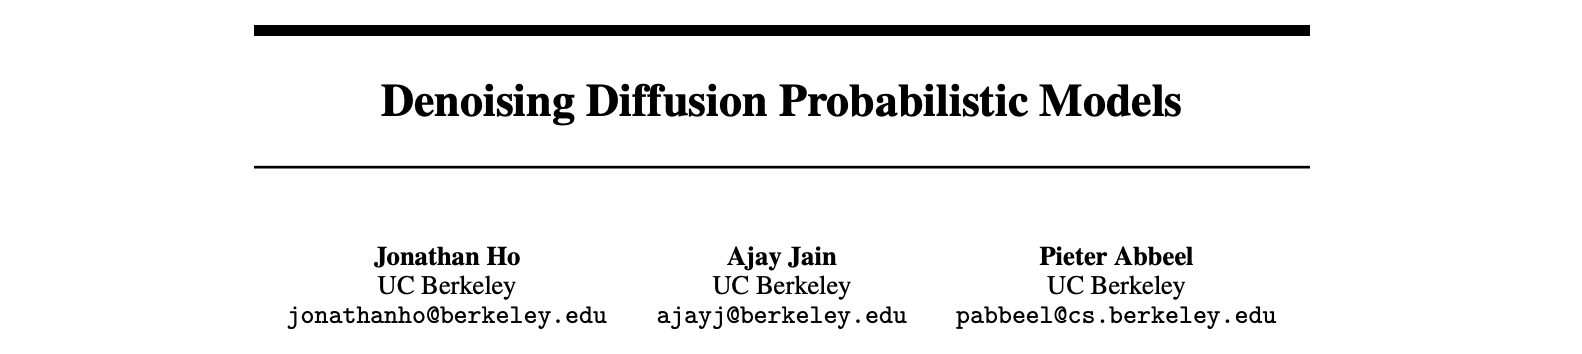 Denoising Diffusion Probabilistic Models
Jonathan Ho
UC Berkeley
jonathanho@berkeley.edu
Ajay Jain
UC Berkeley
ajayj@berkeley.edu
Pieter Abbeel
UC Berkeley
pabbeel@cs.berkeley.edu